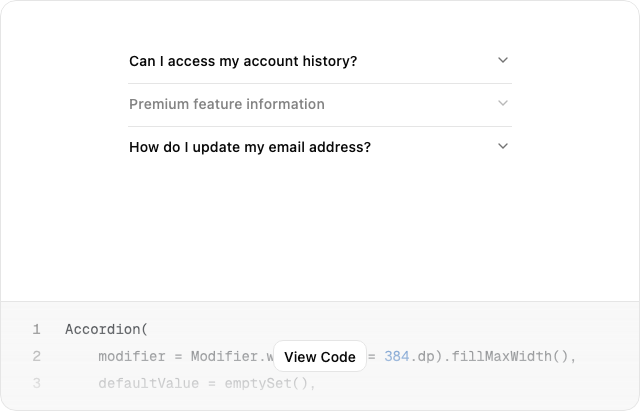 Can I access my account history?
Premium feature information
How do I update my email address?
1 Accordion(
2 modifier = Modifier.w = 384.dp).fillMaxWidth(),
View Code
3 defaultValue = emptySet(),